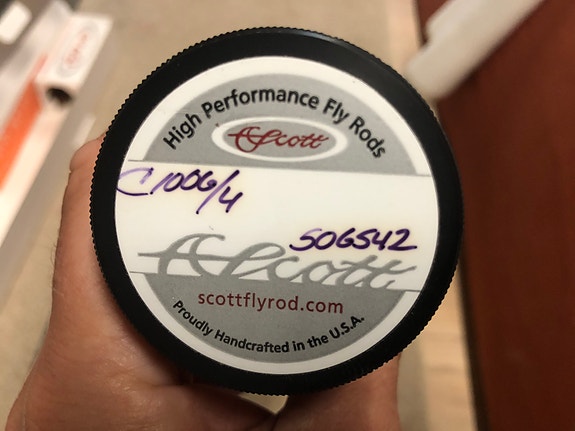 High Performance Fly Rods
Scott
C1006/4
506542
Scott
scottflyrod.com
Proudly Handcrafted in the U.S.A.